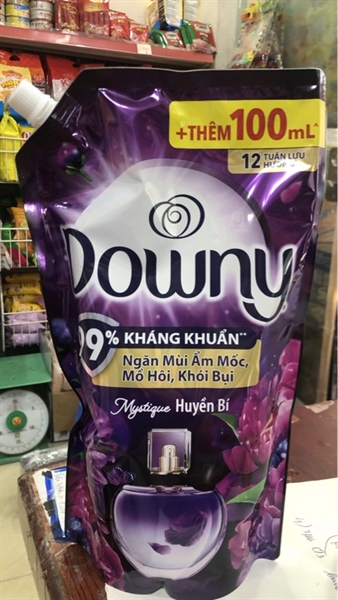 +THÊM 100mL^
12 TUẦN LƯU
HƯƠNG
Downy
99% KHÁNG KHUẨN**
Ngăn Mùi Ẩm Mốc,
Mồ Hôi, Khói Bụi
Mystique Huyền Bí